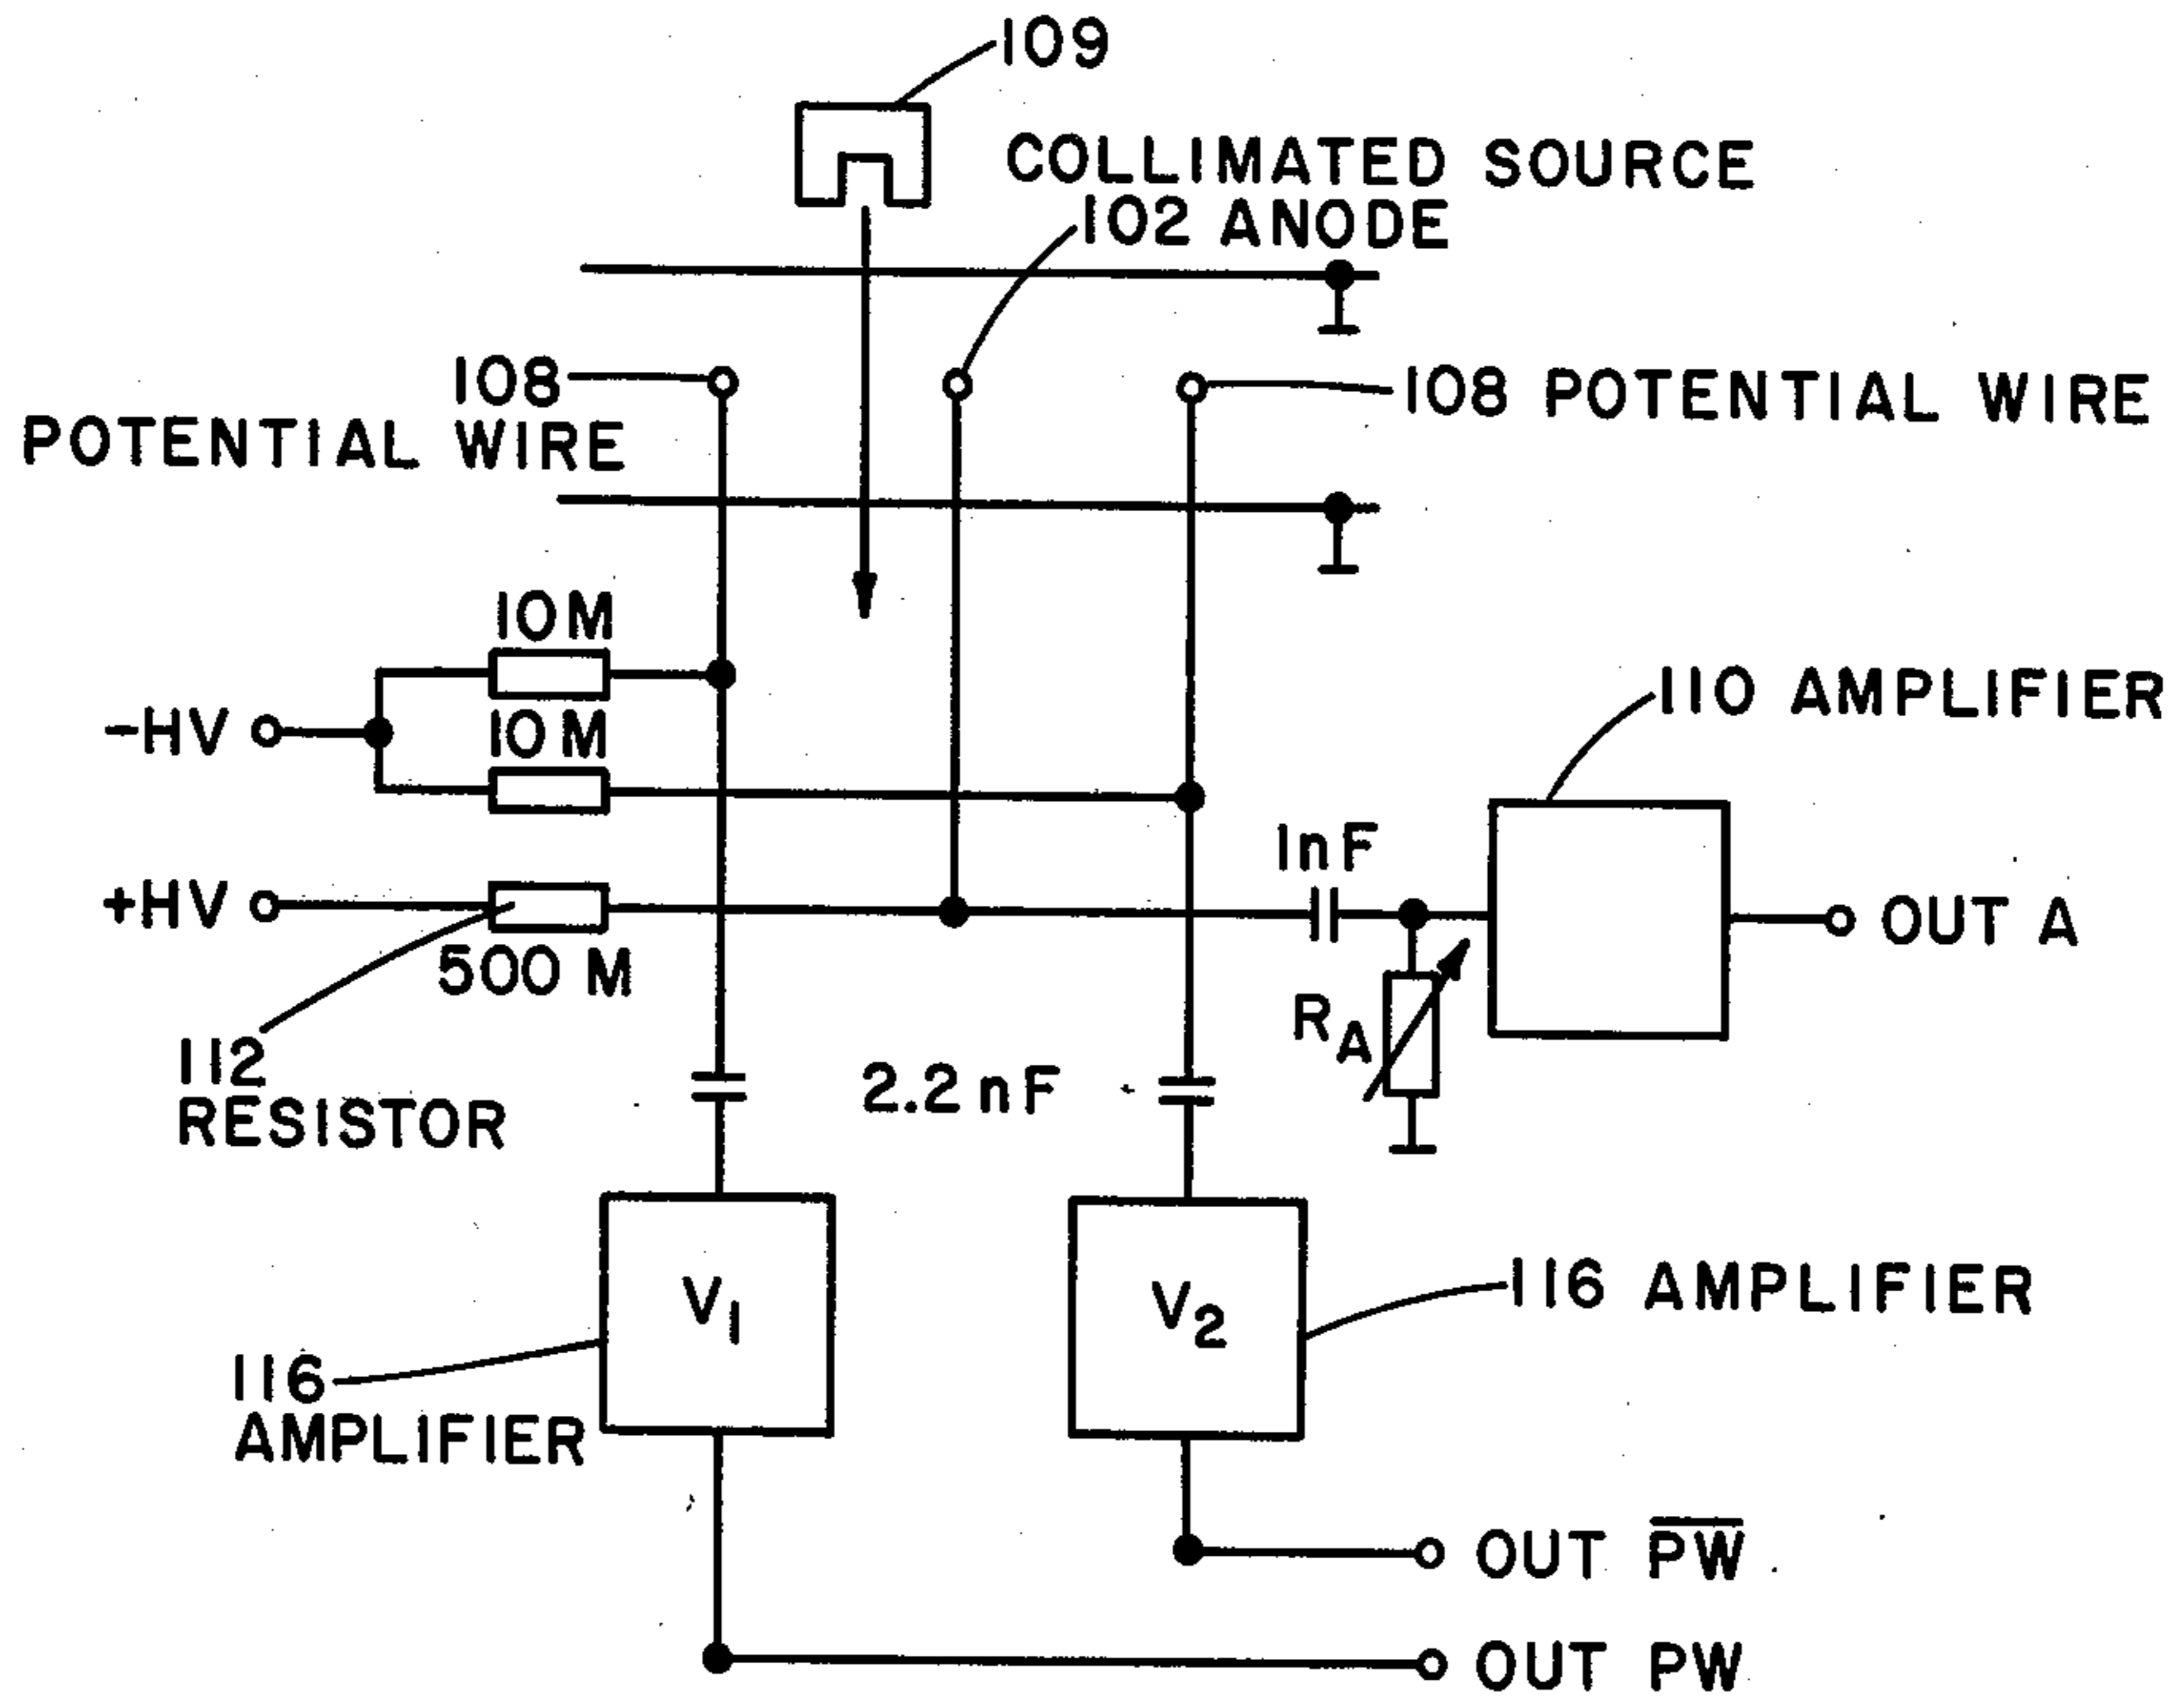 109
COLLIMATED SOURCE
102 ANODE
108
POTENTIAL WIRE
108 POTENTIAL WIRE
10M
-HV
10M
110 AMPLIFIER
1nF
+HV
OUT A
500 M
RA
112
RESISTOR
2.2nF
V1
V2
116 AMPLIFIER
116
AMPLIFIER
OUT P̅W̅
OUT PW